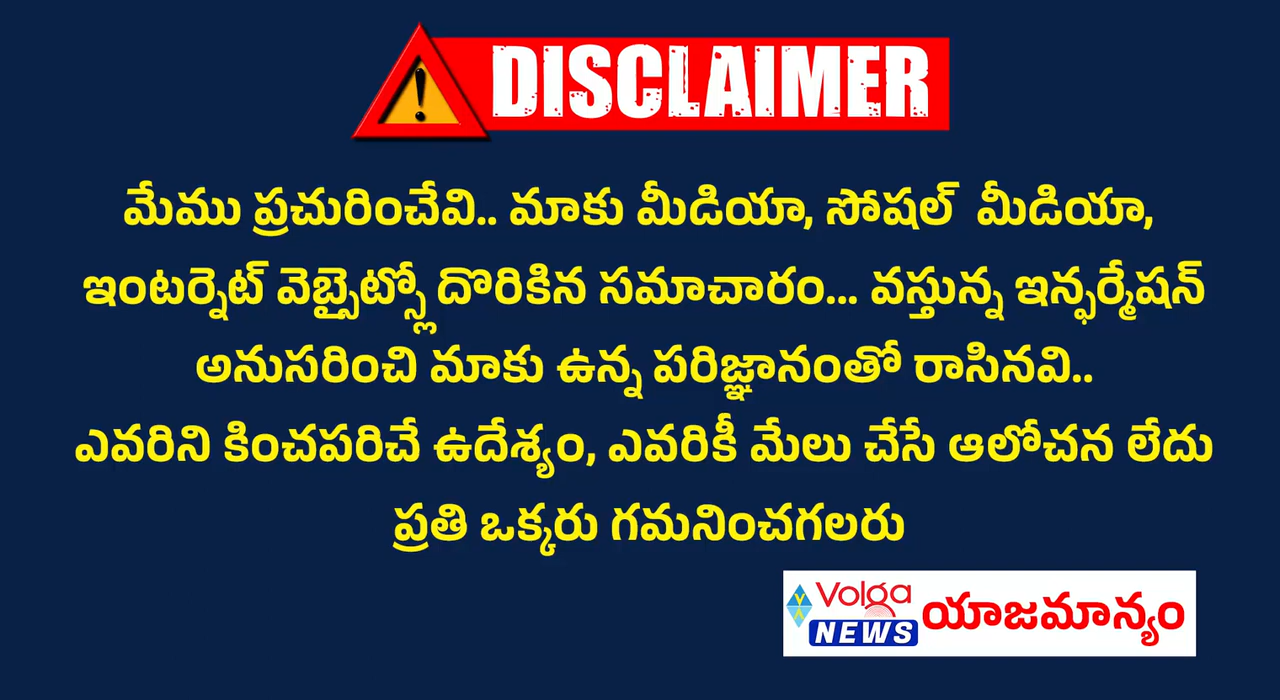 DISCLAIMER
మేము ప్రచురించేవి.. మాకు మీడియా, సోషల్ మీడియా,
ఇంటర్నెట్ వెబ్సైట్స్లో దొరికిన సమాచారం... వస్తున్న ఇన్ఫర్మేషన్
అనుసరించి మాకు ఉన్న పరిజ్ఞానంతో రాసినవి..
ఎవరిని కించపరిచే ఉదేశ్యం, ఎవరికీ మేలు చేసే ఆలోచన లేదు
ప్రతి ఒక్కరు గమనించగలరు
Volga
NEWS
యాజమాన్యం